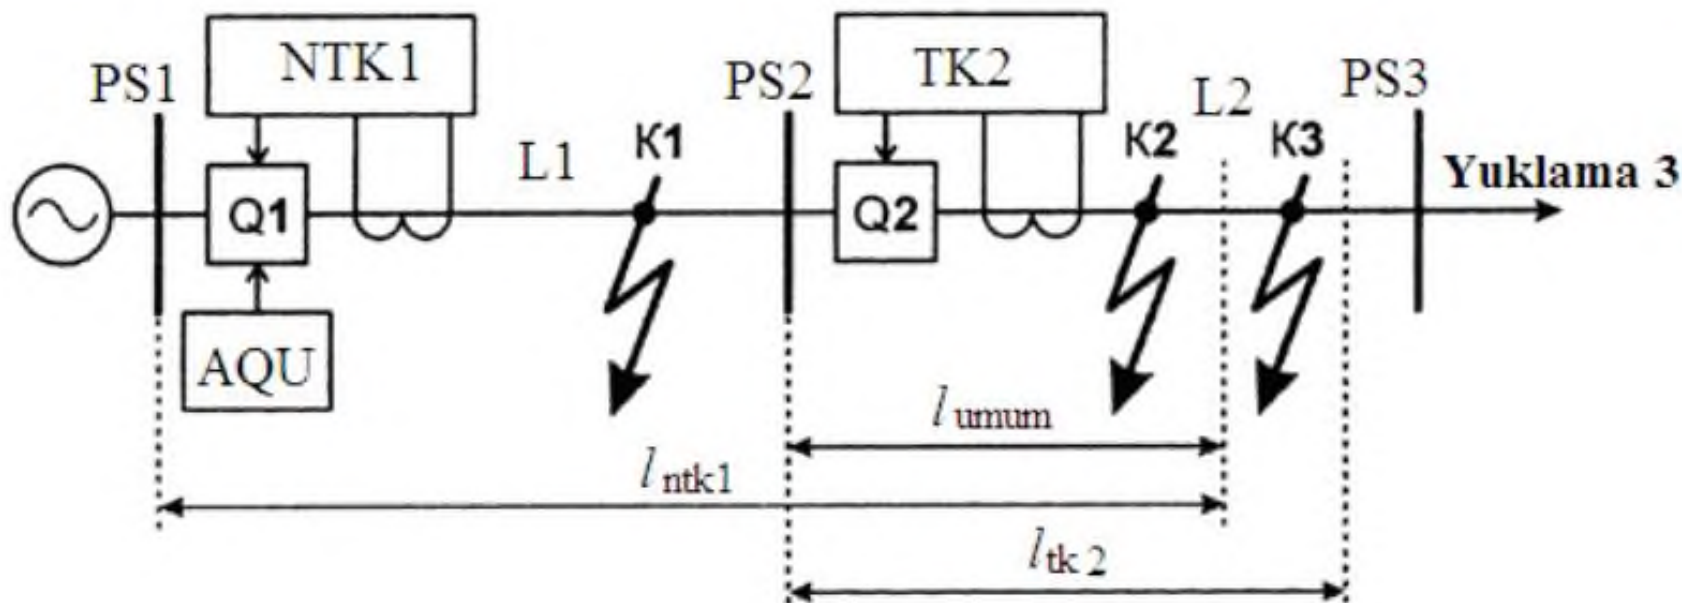 NTK1
TK2
PS1
PS2
PS3
L1
K1
K2
L2
K3
Q1
Q2
Yuklama 3
AQU
l umum
l ntk1
l tk 2